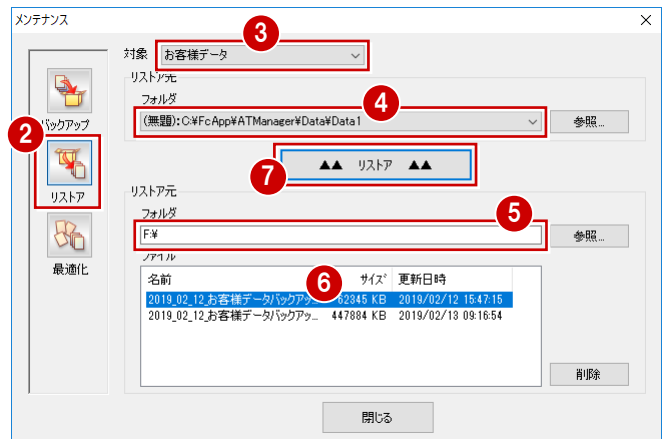 メンテナンス
3
対象 お客様データ
リストア先
フォルダ
4
(無題):C:¥FcApp¥ATManager¥Data¥Data1 参照...
バックアップ
2
7
▲▲ リストア ▲▲
リストア
リストア元
フォルダ
5
F:¥ 参照...
ファイル
最適化
6
名前 サイズ 更新日時
2019_02_12_お客様データバックアッ... 62345 KB 2019/02/12 15:47:15
2019_02_12_お客様データバックアッ... 447884 KB 2019/02/13 09:16:54
削除
閉じる